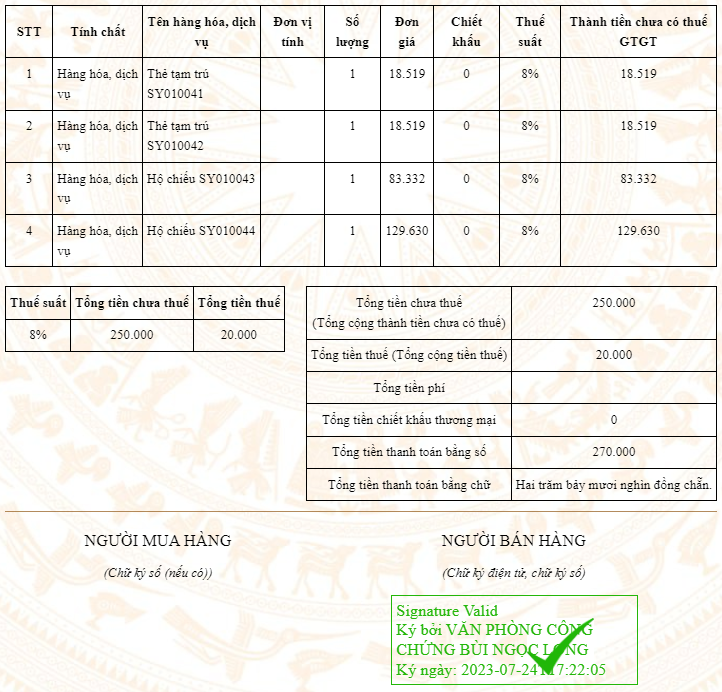 STT Tính chất Tên hàng hóa, dịch vụ Đơn vị tính Số lượng Đơn giá Chiết khấu Thuế suất Thành tiền chưa có thuế GTGT
1 Hàng hóa, dịch vụ Thẻ tạm trú SY010041 1 18.519 0 8% 18.519
2 Hàng hóa, dịch vụ Thẻ tạm trú SY010042 1 18.519 0 8% 18.519
3 Hàng hóa, dịch vụ Hộ chiếu SY010043 1 83.332 0 8% 83.332
4 Hàng hóa, dịch vụ Hộ chiếu SY010044 1 129.630 0 8% 129.630
Thuế suất Tổng tiền chưa thuế Tổng tiền thuế
8% 250.000 20.000
Tổng tiền chưa thuế
(Tổng cộng thành tiền chưa có thuế) 250.000
Tổng tiền thuế (Tổng cộng tiền thuế) 20.000
Tổng tiền phí
Tổng tiền chiết khấu thương mại 0
Tổng tiền thanh toán bằng số 270.000
Tổng tiền thanh toán bằng chữ Hai trăm bảy mươi nghìn đồng chẵn.
NGƯỜI MUA HÀNG
(Chữ ký số (nếu có))
NGƯỜI BÁN HÀNG
(Chữ ký điện tử, chữ ký số)
Signature Valid
Ký bởi VĂN PHÒNG CÔNG
CHỨNG BÙI NGỌC LONG
Ký ngày: 2023-07-24T17:22:05